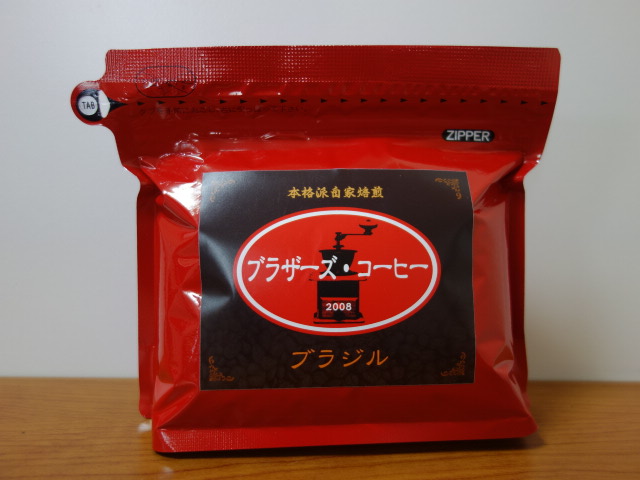 TAB
ZIPPER
本格派自家焙煎
ブラザーズ・コーヒー
2008
ブラジル